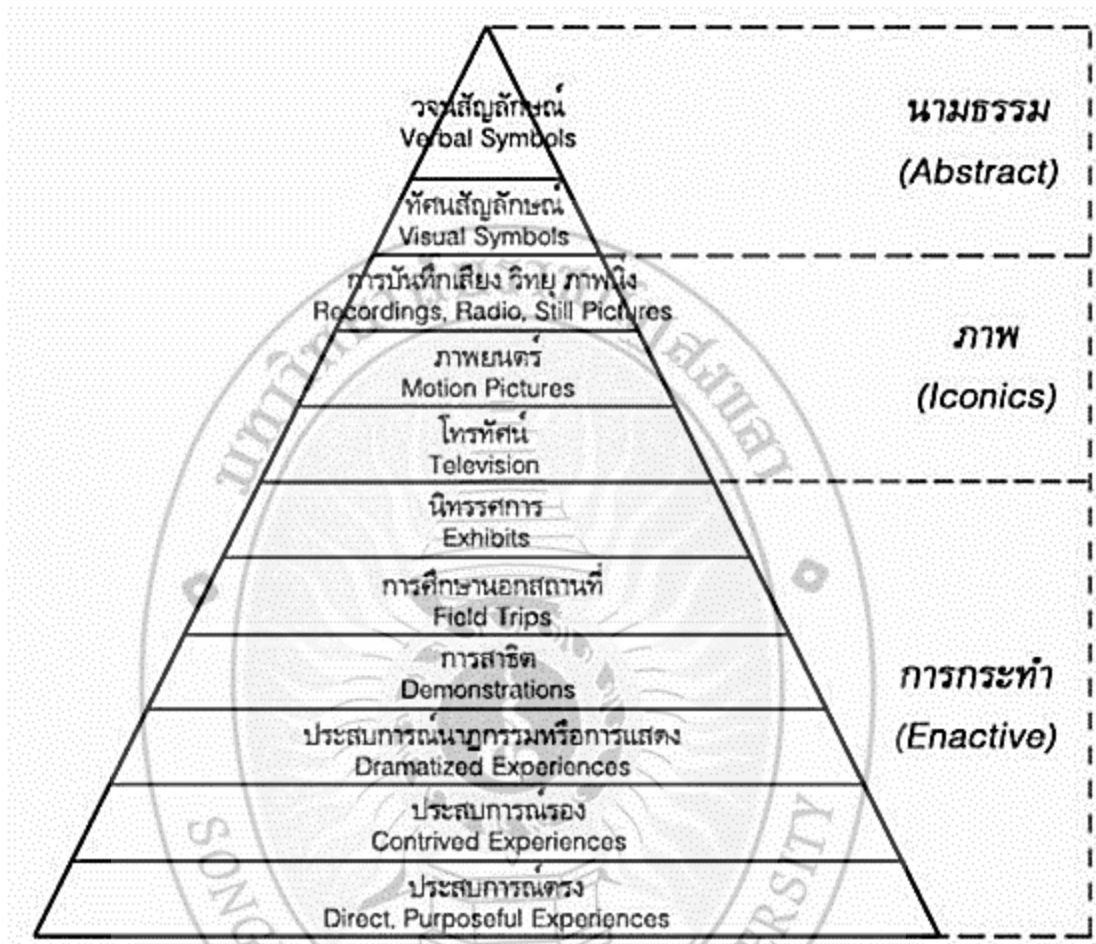 วจนสัญลักษณ์
Verbal Symbols
ทัศนสัญลักษณ์
Visual Symbols
การบันทึกเสียง วิทยุ ภาพนิ่ง
Recordings, Radio, Still Pictures
ภาพยนตร์
Motion Pictures
โทรทัศน์
Television
นิทรรศการ
Exhibits
การศึกษานอกสถานที่
Field Trips
การสาธิต
Demonstrations
ประสบการณ์นาฏกรรมหรือการแสดง
Dramatized Experiences
ประสบการณ์รอง
Contrived Experiences
ประสบการณ์ตรง
Direct, Purposeful Experiences
นามธรรม
(Abstract)
ภาพ
(Iconics)
การกระทำ
(Enactive)